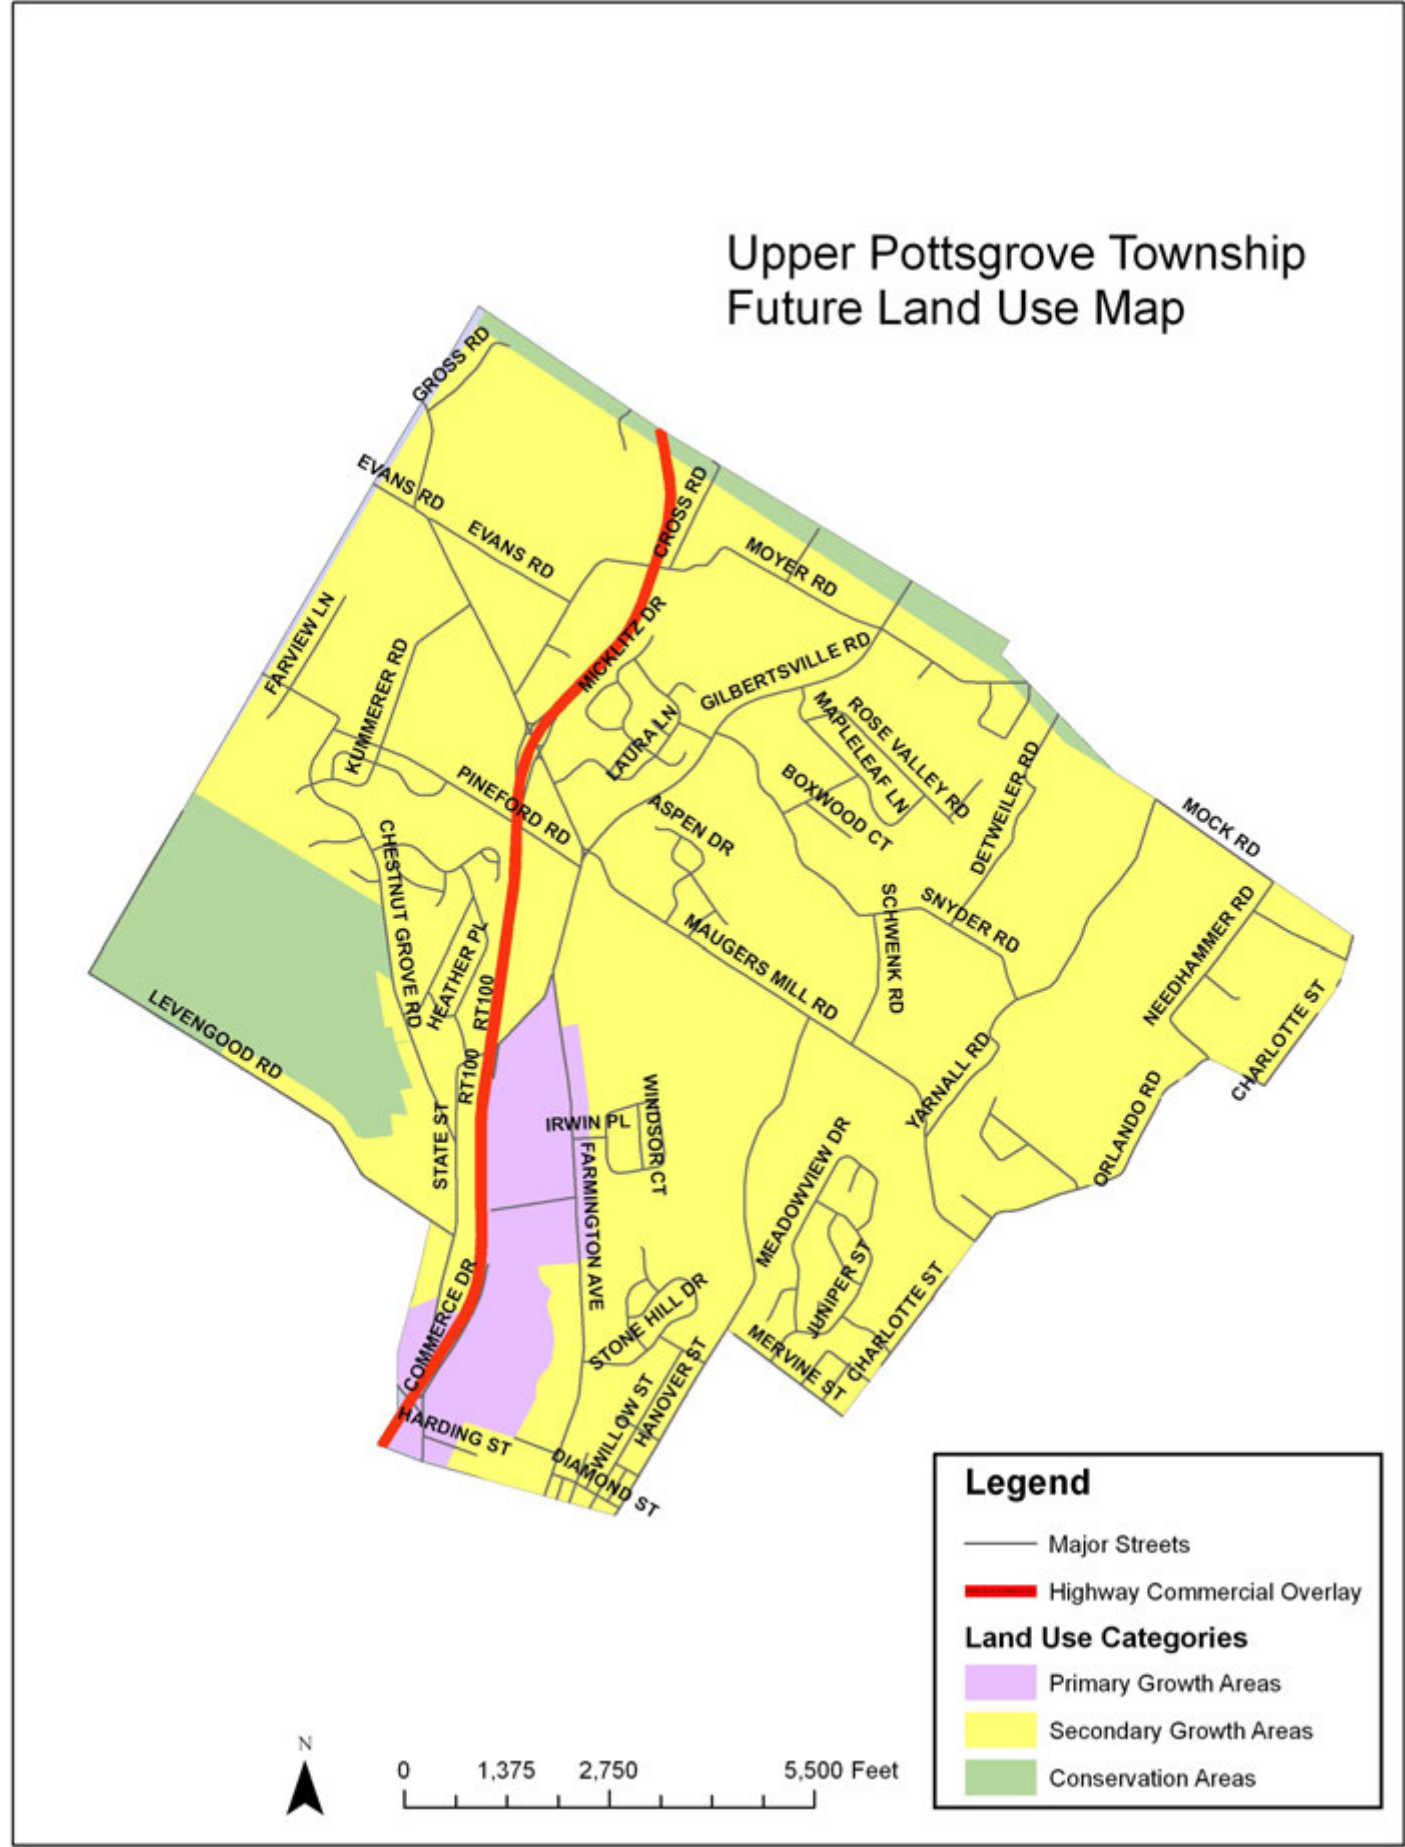 Upper Pottsgrove Township
Future Land Use Map
GROSS RD
EVANS RD
EVANS RD
CROSS RD
MOYER RD
MICKLITZ DR
FARVIEW LN
KUMMERER RD
GILBERTSVILLE RD
LAURA LN
MAPLELEAF LN
ROSE VALLEY RD
BOXWOOD CT
DETWEILER RD
PINEFORD RD
ASPEN DR
MOCK RD
CHESTNUT GROVE RD
HEATHER PL
RT100
RT100
MAUGERS MILL RD
SCHWENK RD
SNYDER RD
NEEDHAMMER RD
CHARLOTTE ST
LEVENGOOD RD
STATE ST
IRWIN PL
WINDSOR CT
FARMINGTON AVE
YARNALL RD
ORLANDO RD
MEADOWVIEW DR
JUNIPER ST
CHARLOTTE ST
MERVINE ST
COMMERCE DR
STONE HILL DR
HARDING ST
WILLOW ST
HANOVER ST
DIAMOND ST
Legend
Major Streets
Highway Commercial Overlay
Land Use Categories
Primary Growth Areas
Secondary Growth Areas
Conservation Areas
N
0 1,375 2,750 5,500 Feet